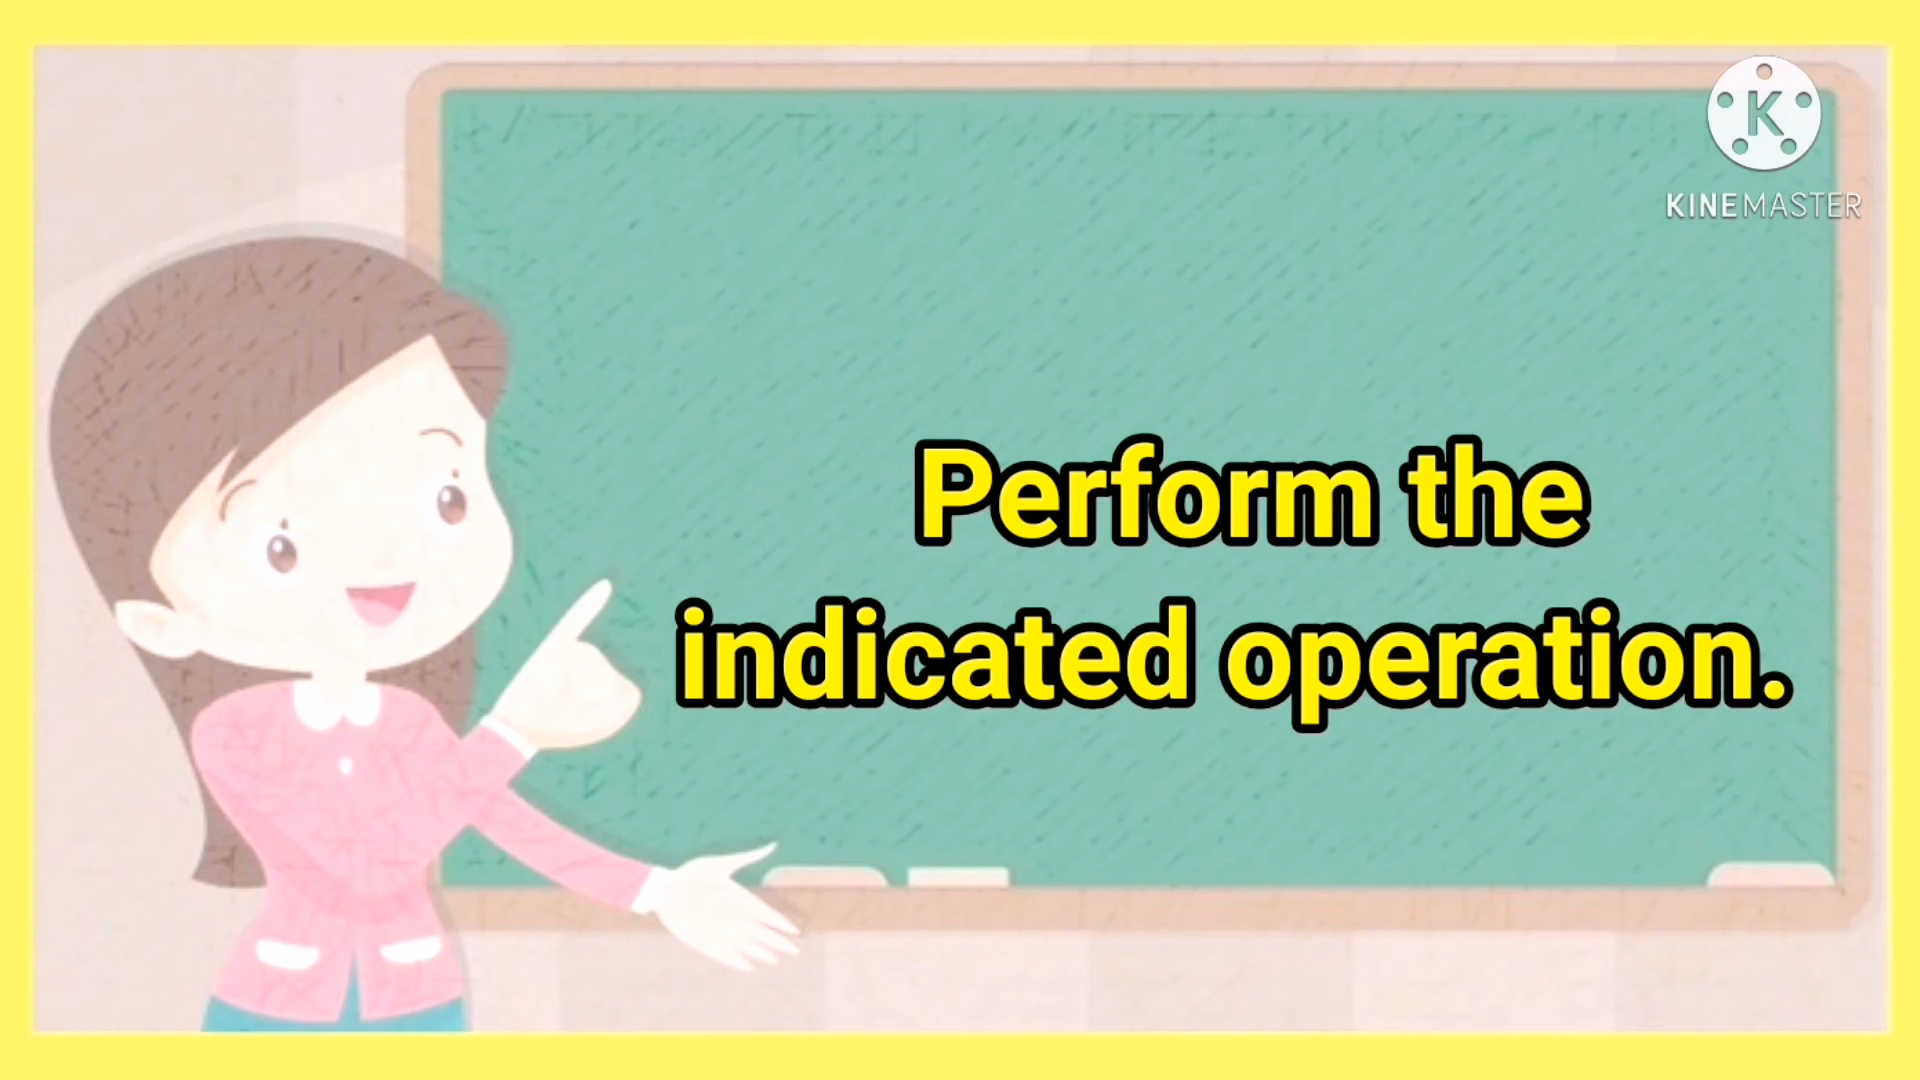 K
KINEMASTER
Perform the
indicated operation.